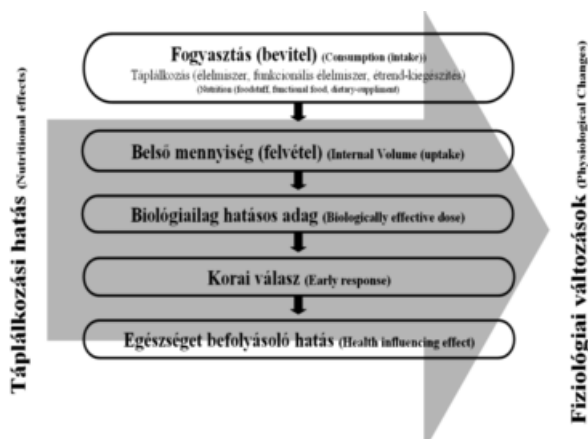 Táplálkozási hatás (Nutritional effects)
Fogyasztás (bevitel) (Consumption (intake))
Táplálkozás (élelmiszer, funkcionális élelmiszer, étrend-kiegészítés)
(Nutrition (foodstuff, functional food, dietary-suppliment)
Belső mennyiség (felvétel) (Internal Volume (uptake)
Biológiailag hatásos adag (Biologically effective dose)
Korai válasz (Early response)
Egészséget befolyásoló hatás (Health influencing effect)
Fiziológiai változások (Physiological Changes)